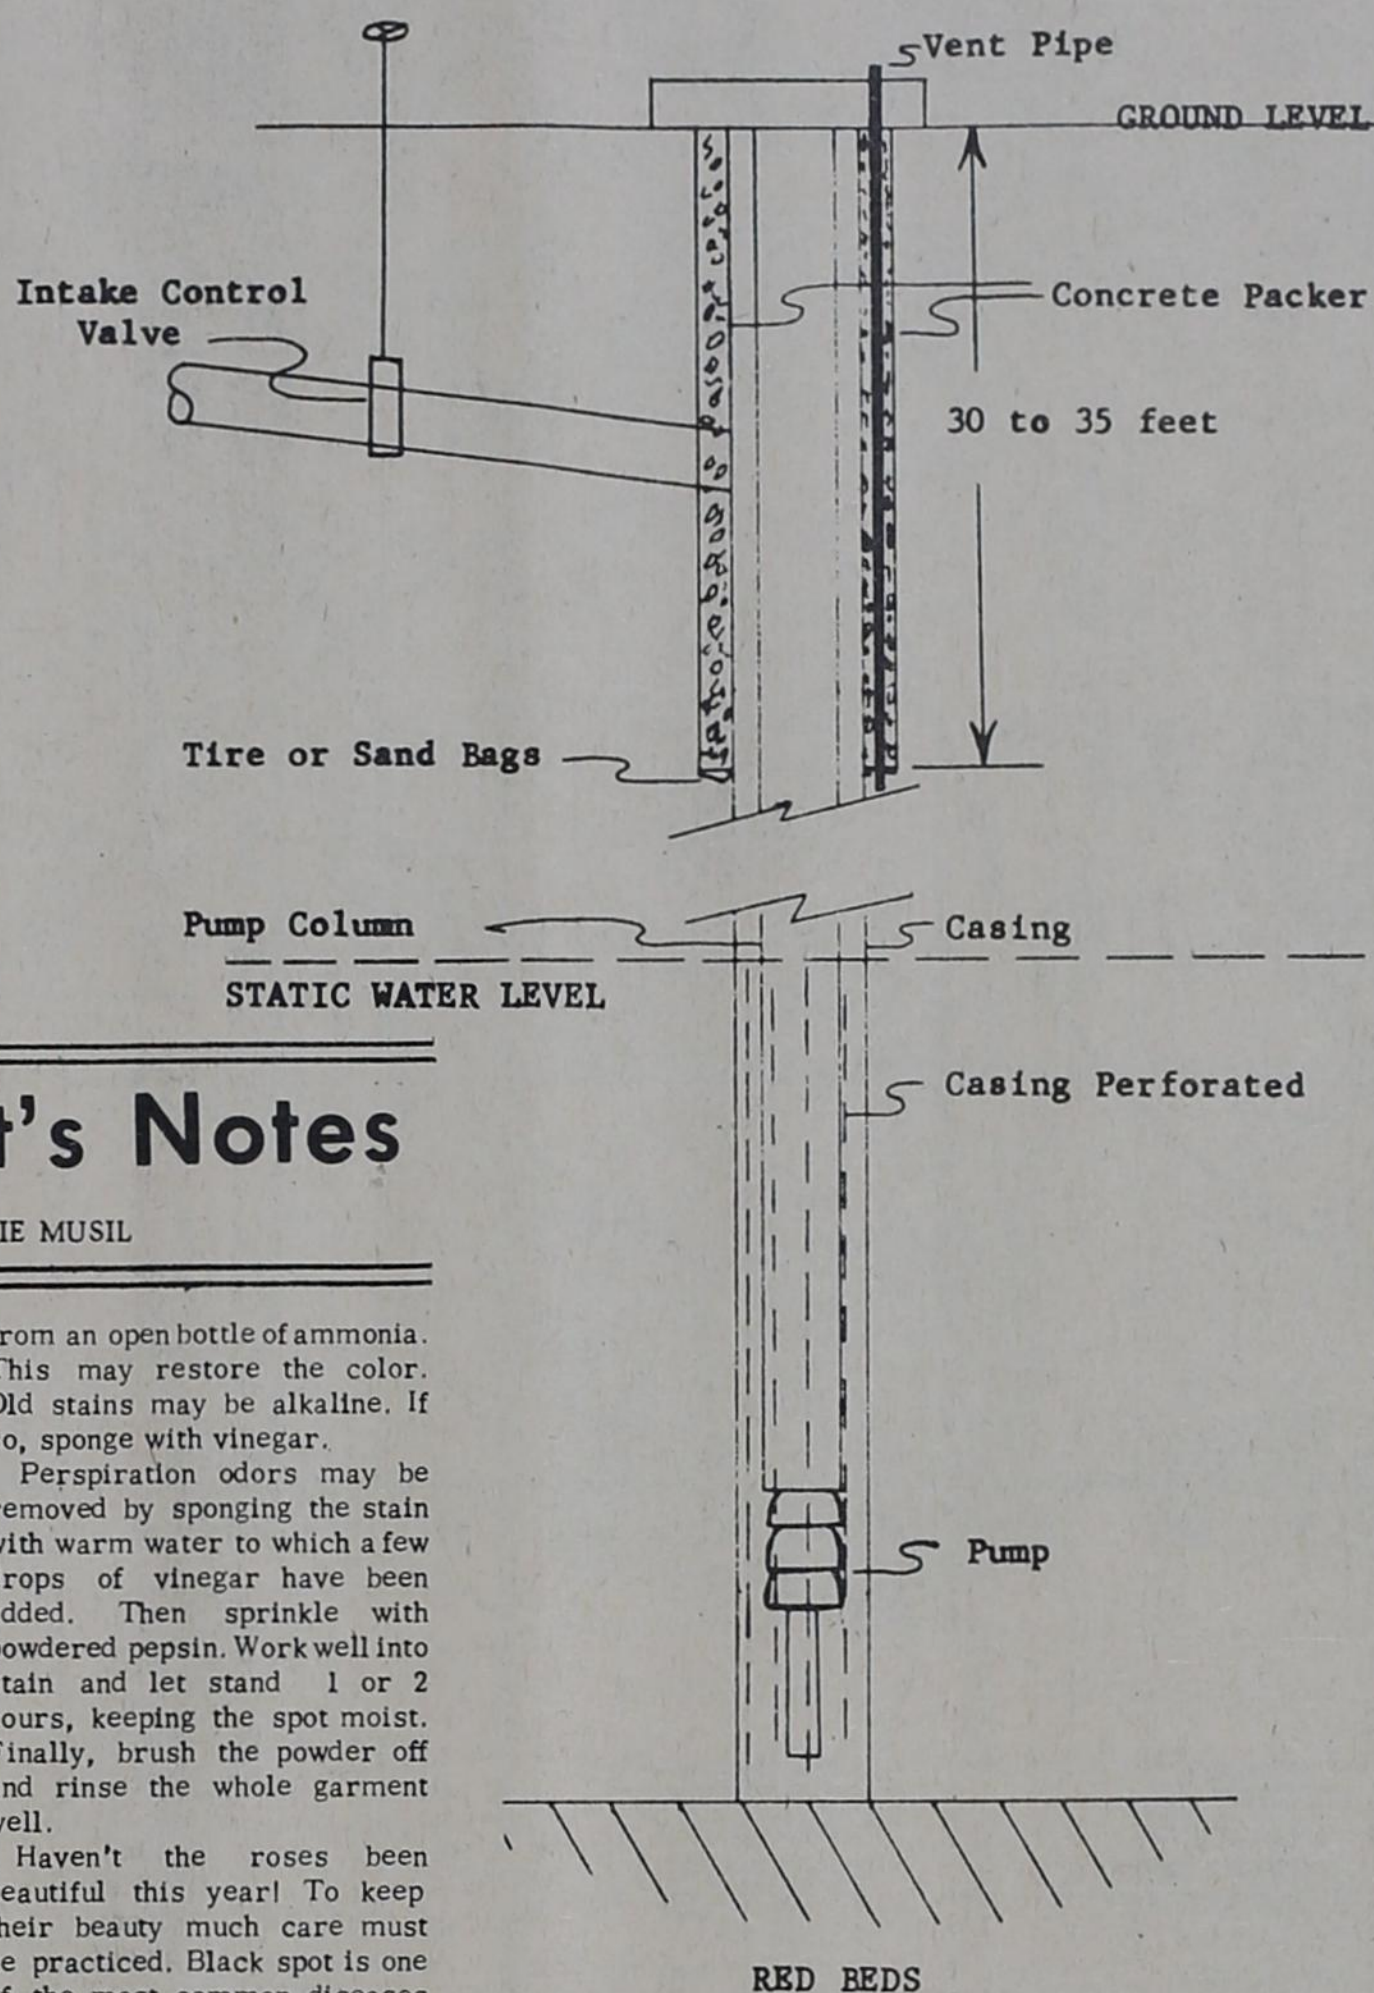 Vent Pipe
GROUND LEVEL
Intake Control
Valve
Concrete Packer
30 to 35 feet
Tire or Sand Bags
Pump Column
Casing
STATIC WATER LEVEL
Casing Perforated
Pump
RED BEDS
t's Notes
IE MUSIL
rom an open bottle of ammonia.
This may restore the color.
Old stains may be alkaline. If
o, sponge with vinegar.
Perspiration odors may be
removed by sponging the stain
with warm water to which a few
rops of vinegar have been
dded. Then sprinkle with
powdered pepsin. Work well into
tain and let stand 1 or 2
ours, keeping the spot moist.
Finally, brush the powder off
nd rinse the whole garment
well.
Haven't the roses been
eautiful this year! To keep
heir beauty much care must
e practiced. Black spot is one